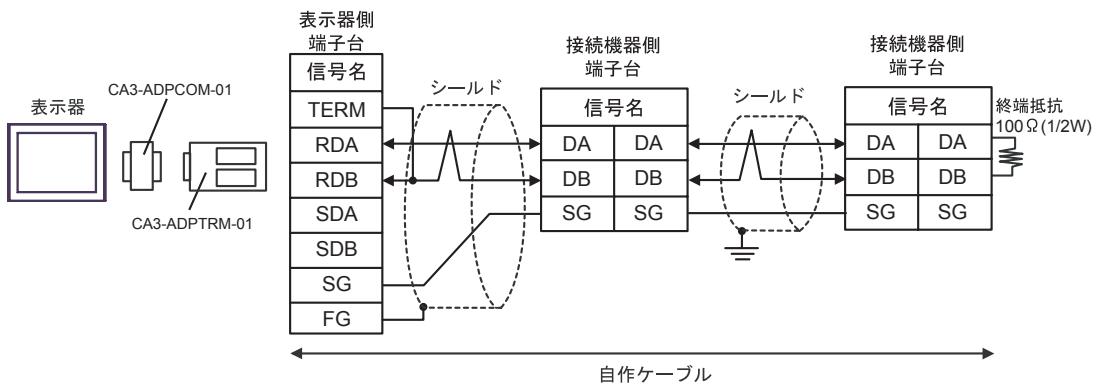 表示器
CA3-ADPCOM-01
CA3-ADPTRM-01
表示器側
端子台
信号名
TERM
RDA
RDB
SDA
SDB
SG
FG
シールド
接続機器側
端子台
信号名
DA DA
DB DB
SG SG
シールド
接続機器側
端子台
信号名
DA DA
DB DB
SG SG
終端抵抗
100Ω(1/2W)
自作ケーブル